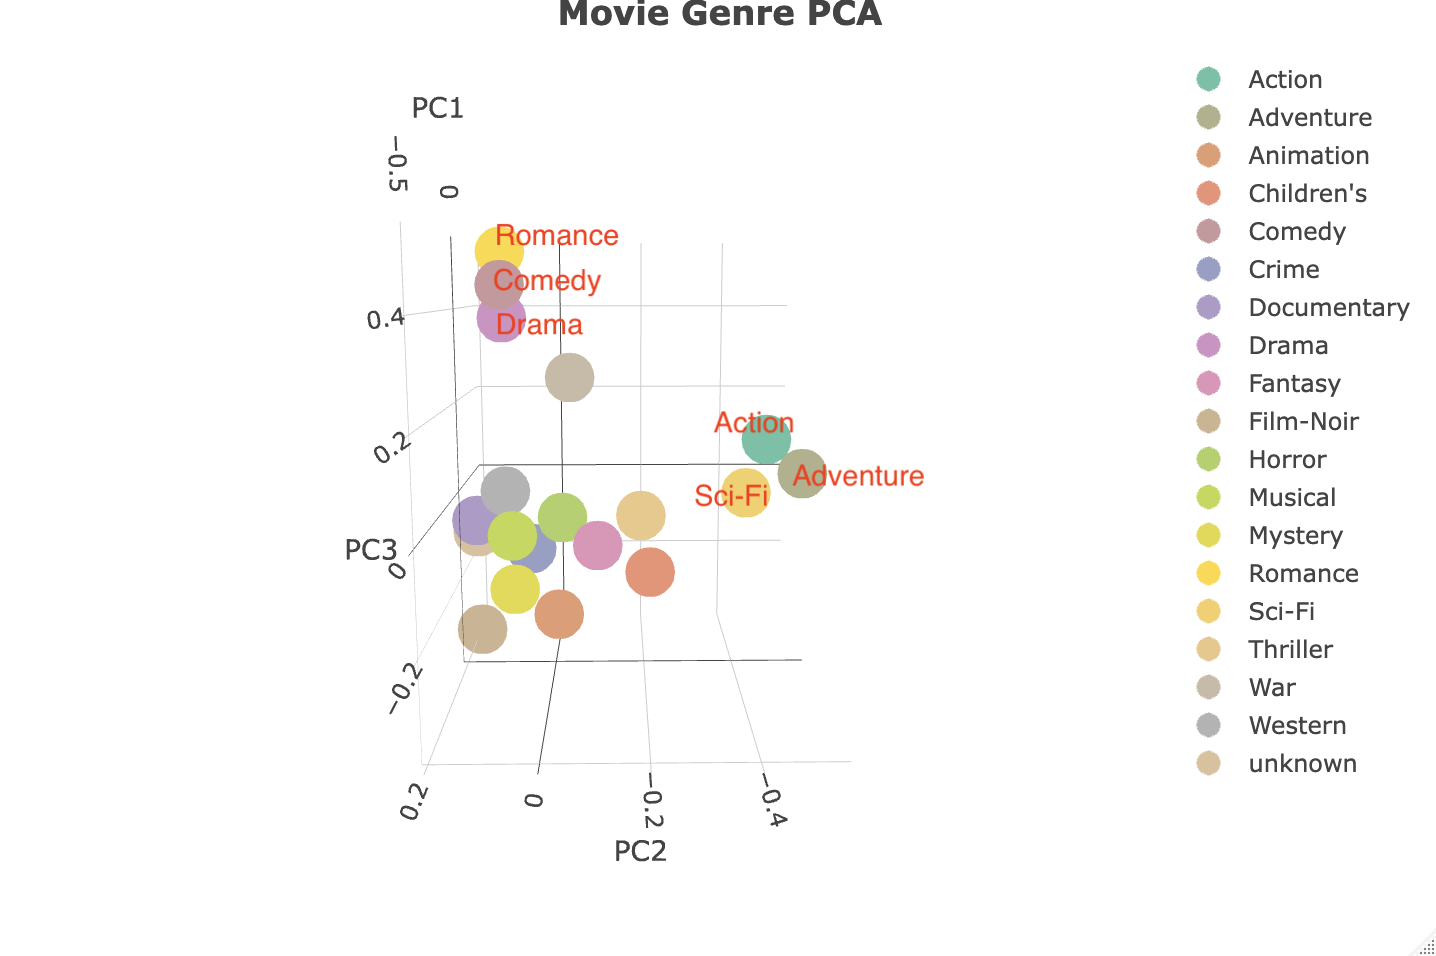 Movie Genre PCA
PC1
−0.5
0
0.4
0.2
PC3
0
−0.2
0.2
0
−0.2
−0.4
PC2
Romance
Comedy
Drama
Action
Adventure
Sci-Fi
Action
Adventure
Animation
Children's
Comedy
Crime
Documentary
Drama
Fantasy
Film-Noir
Horror
Musical
Mystery
Romance
Sci-Fi
Thriller
War
Western
unknown